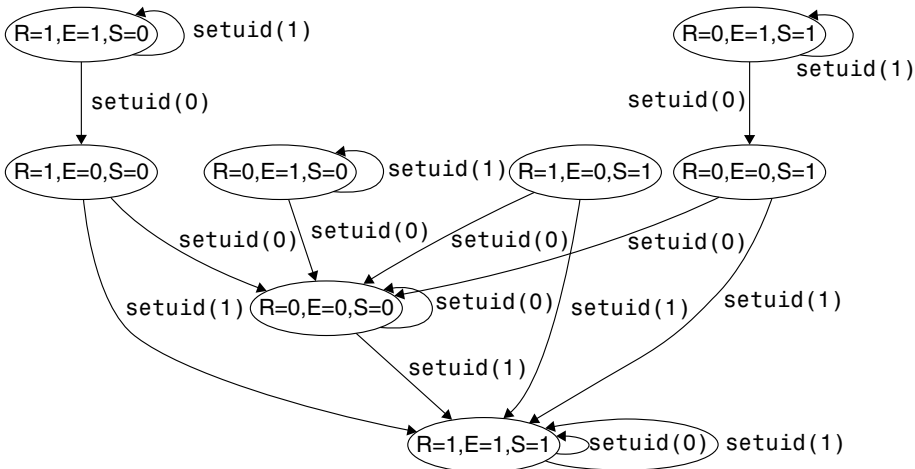 R=1,E=1,S=0
setuid(1)
R=0,E=1,S=1
setuid(1)
setuid(0)
setuid(0)
R=1,E=0,S=0
R=0,E=1,S=0
setuid(1)
R=1,E=0,S=1
R=0,E=0,S=1
setuid(0)
setuid(0)
setuid(0)
setuid(0)
setuid(1)
R=0,E=0,S=0
setuid(0)
setuid(1)
setuid(1)
setuid(1)
R=1,E=1,S=1
setuid(0)
setuid(1)